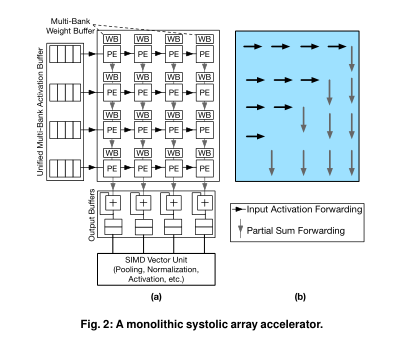 Multi-Bank
Weight Buffer
Unified Multi-Bank Activation Buffer
WB WB WB WB
PE PE PE PE
WB WB WB WB
PE PE PE PE
WB WB WB WB
PE PE PE PE
WB WB WB WB
PE PE PE PE
Output Buffers
+ + + +
SIMD Vector Unit
(Pooling, Normalization,
Activation, etc.)
(a)
Input Activation Forwarding
Partial Sum Forwarding
(b)
Fig. 2: A monolithic systolic array accelerator.